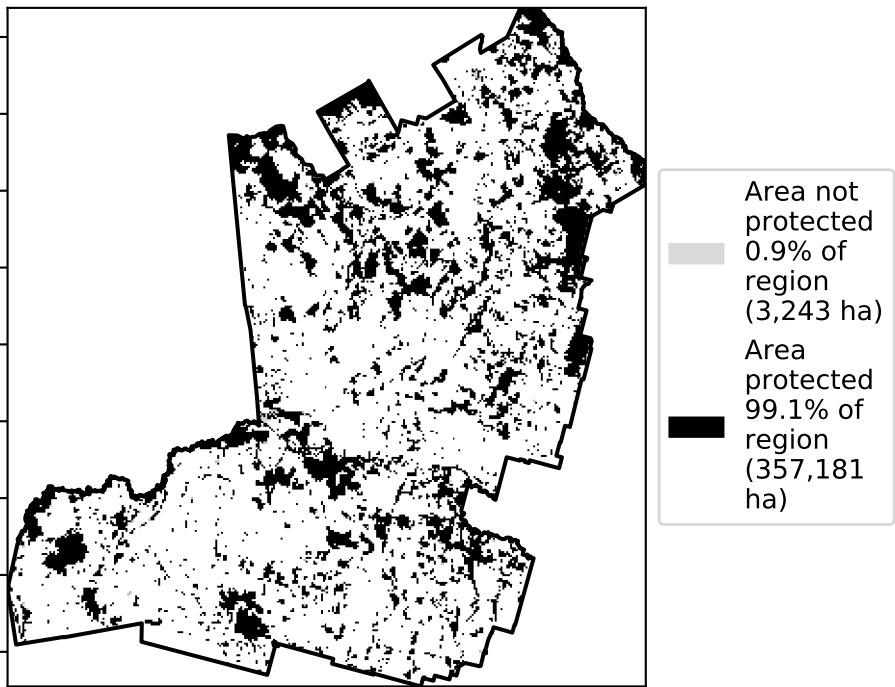 Area not
protected
0.9% of
region
(3,243 ha)
Area
protected
99.1% of
region
(357,181
ha)